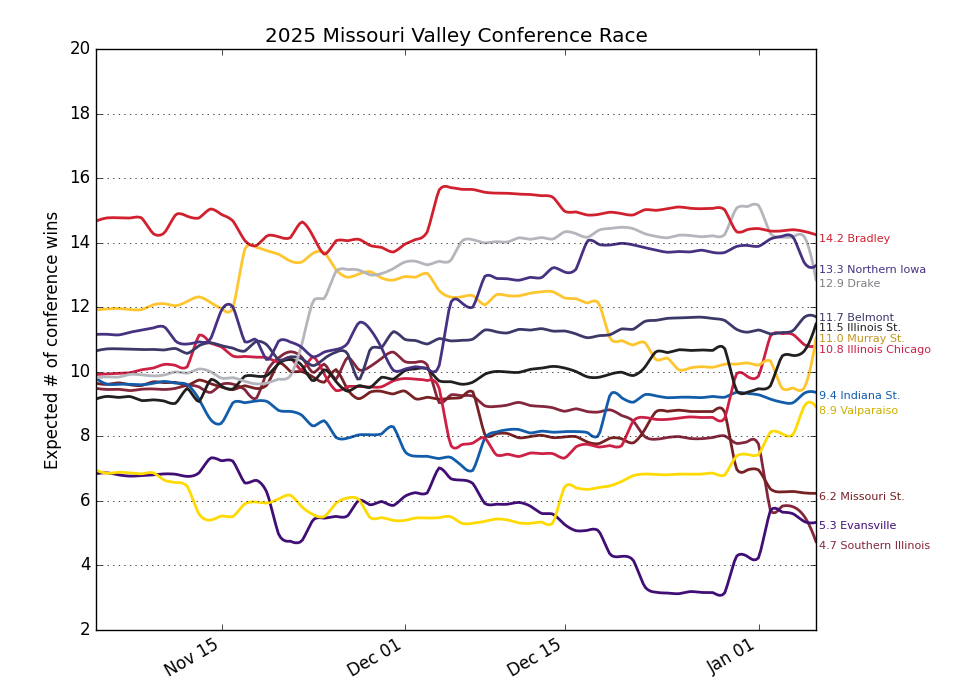 2025 Missouri Valley Conference Race
Expected # of conference wins
20
18
16
14
12
10
8
6
4
2
14.2 Bradley
13.3 Northern Iowa
12.9 Drake
11.7 Belmont
11.5 Illinois St.
11.0 Murray St.
10.8 Illinois Chicago
9.4 Indiana St.
8.9 Valparaiso
6.2 Missouri St.
5.3 Evansville
4.7 Southern Illinois
Nov 15
Dec 01
Dec 15
Jan 01